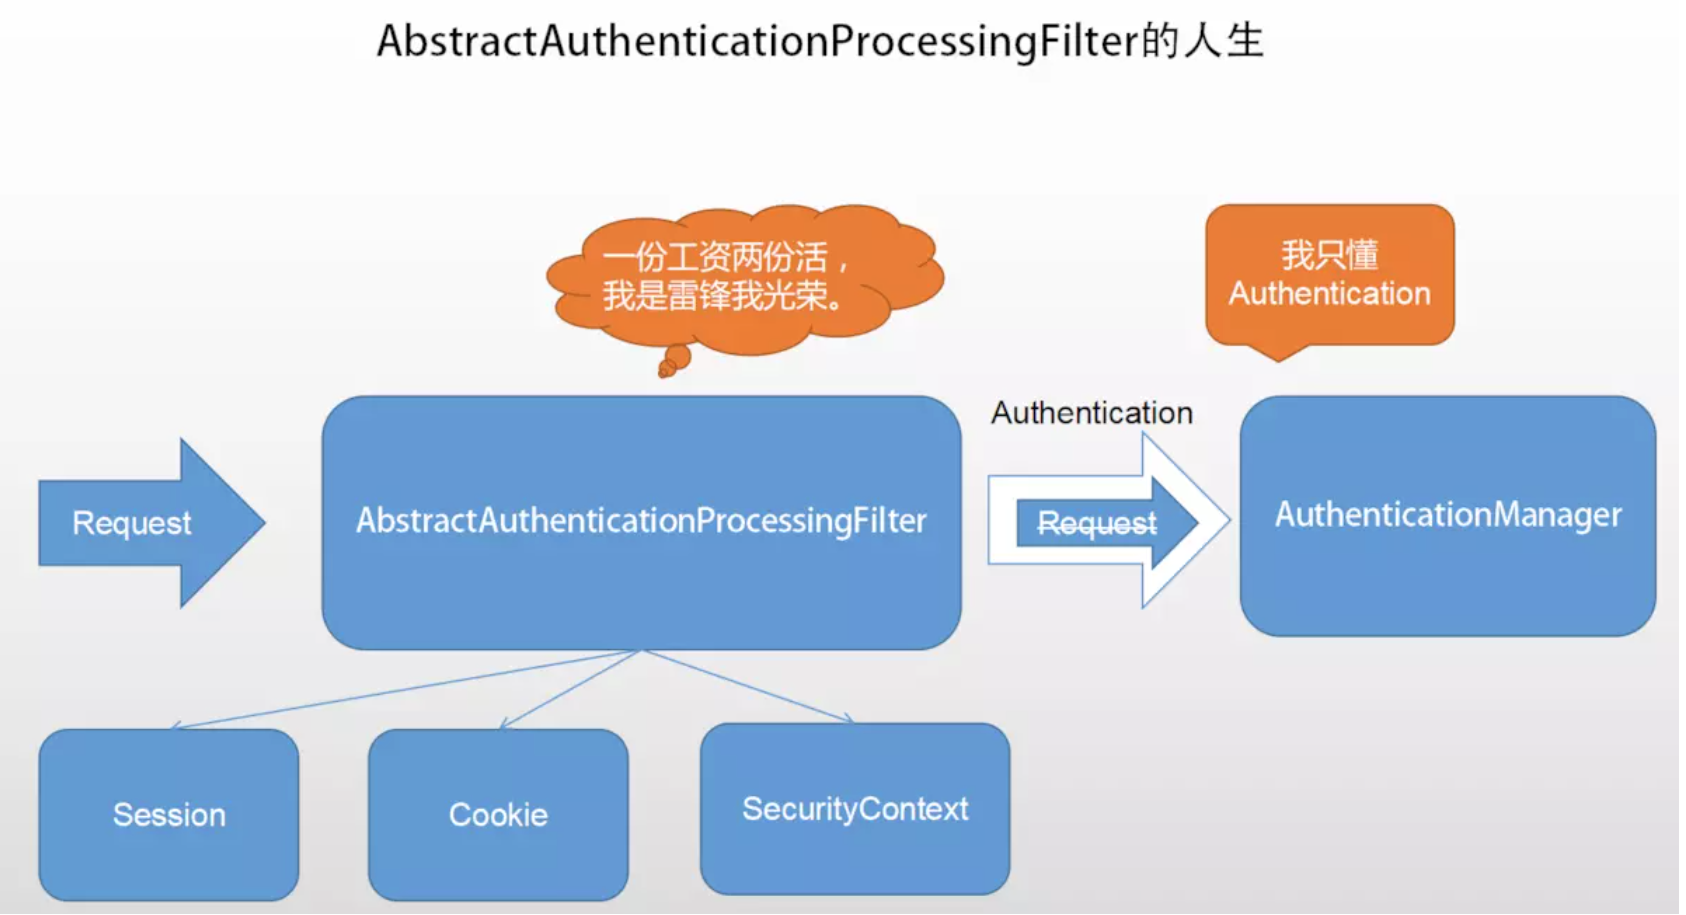 AbstractAuthenticationProcessingFilter的人生
一份工资两份活，
我是雷锋我光荣。
我只懂
Authentication
Authentication
Request
AbstractAuthenticationProcessingFilter
Request
AuthenticationManager
Session
Cookie
SecurityContext